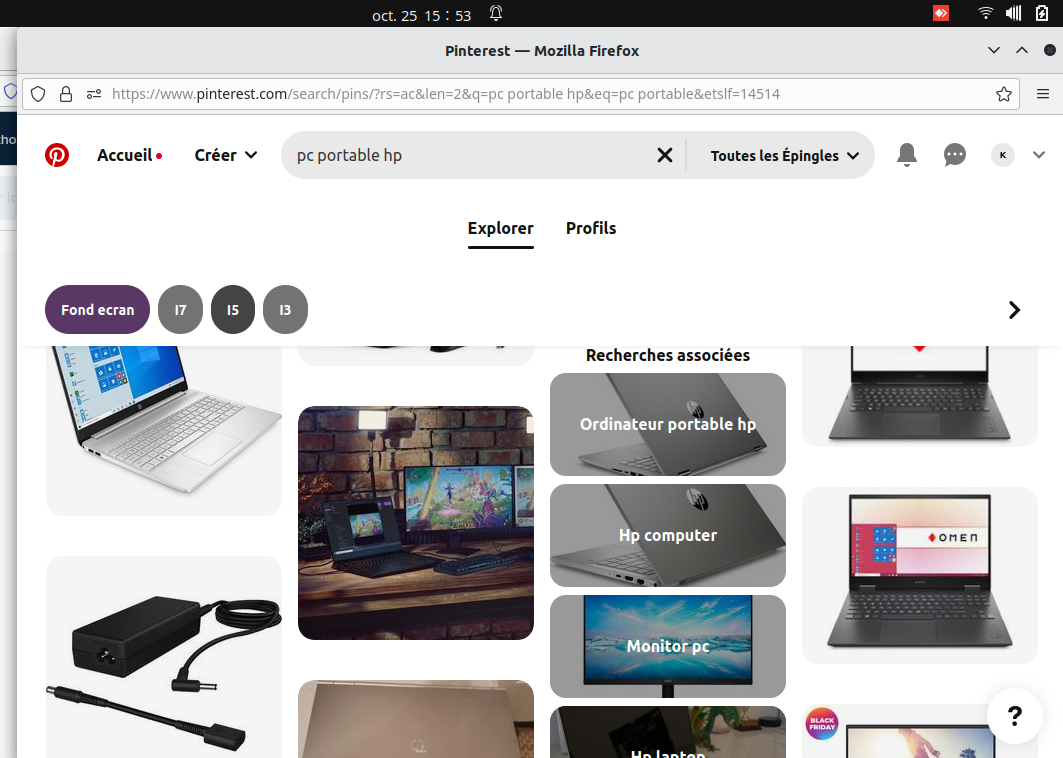 oct. 25 15 : 53
Pinterest — Mozilla Firefox
https://www.pinterest.com/search/pins/?rs=ac&len=2&q=pc portable hp&eq=pc portable&etslf=14514
Accueil
Créer
pc portable hp
Toutes les Épingles
K
Explorer
Profils
Fond ecran
I7
I5
I3
Recherches associées
Ordinateur portable hp
Hp computer
OMEN
Monitor pc
BLACK
FRIDAY
?
Hp laptop